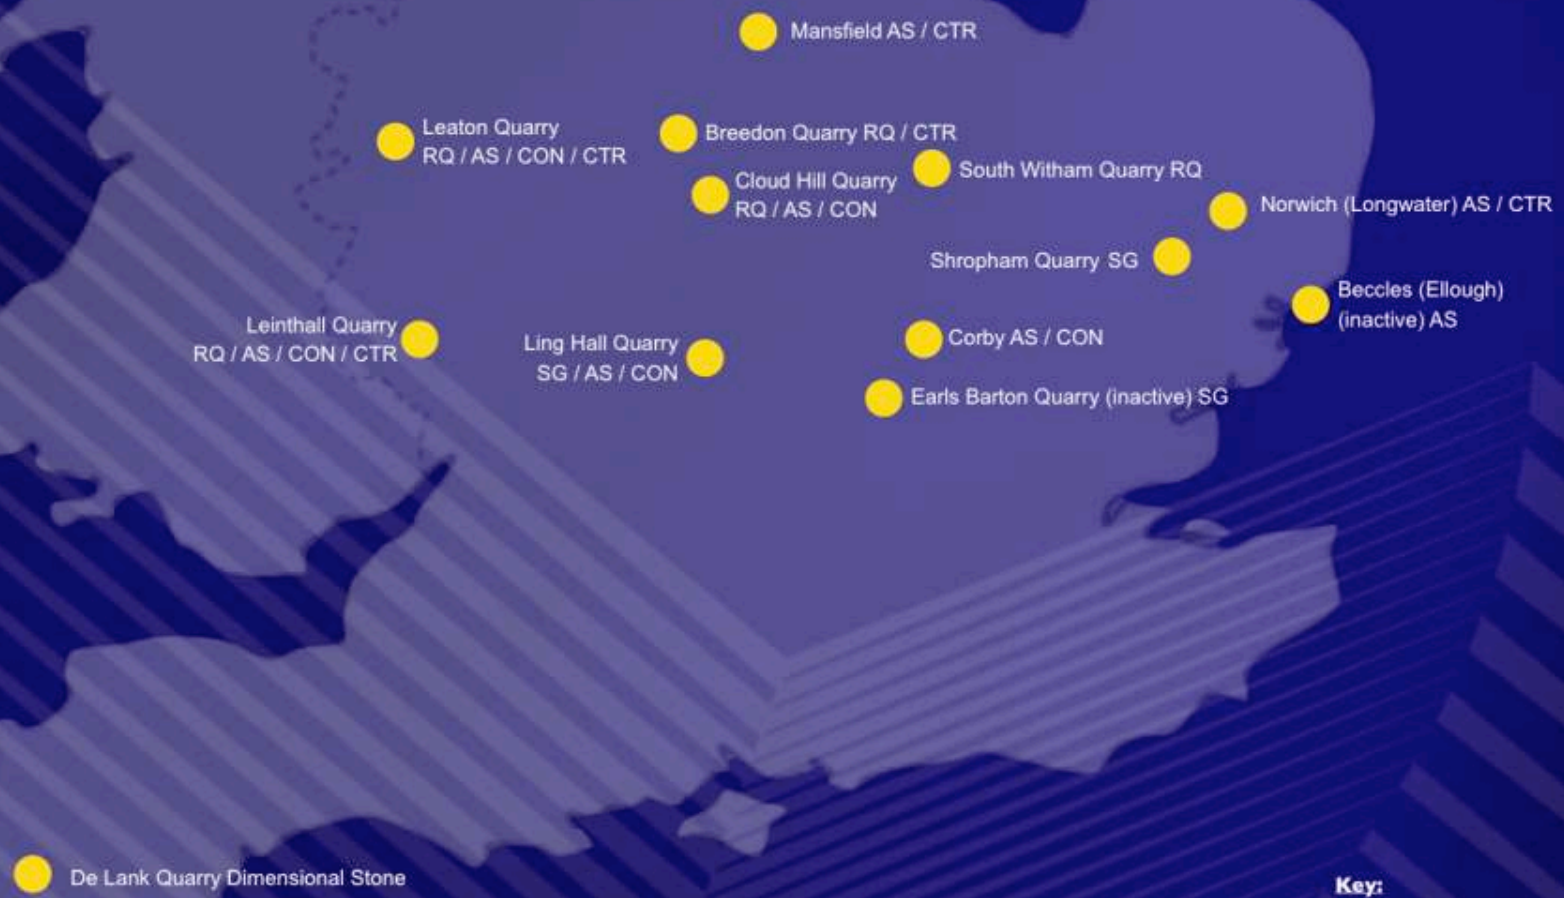 Mansfield AS / CTR
Leaton Quarry
RQ / AS / CON / CTR
Breedon Quarry RQ / CTR
South Witham Quarry RQ
Cloud Hill Quarry
RQ / AS / CON
Norwich (Longwater) AS / CTR
Shropham Quarry SG
Beccles (Ellough)
(inactive) AS
Leinthall Quarry
RQ / AS / CON / CTR
Ling Hall Quarry
SG / AS / CON
Corby AS / CON
Earls Barton Quarry (inactive) SG
De Lank Quarry Dimensional Stone
Key: